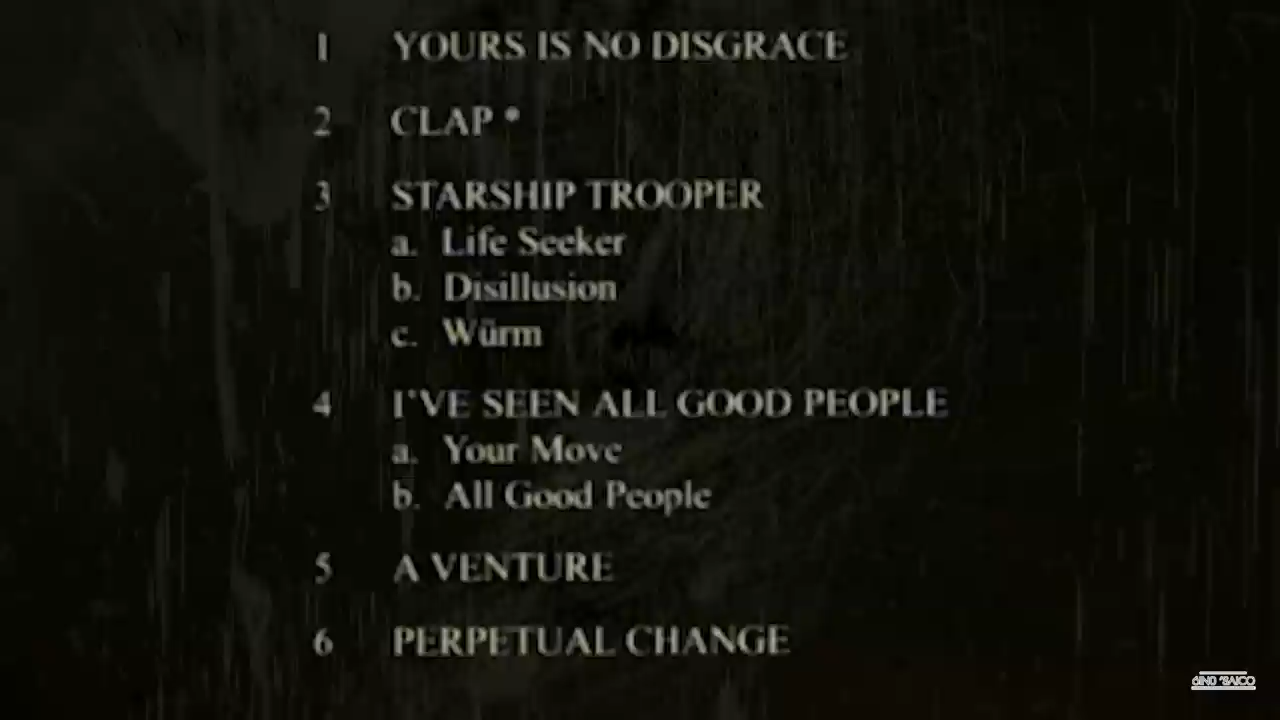 1 YOURS IS NO DISGRACE
2 CLAP *
3 STARSHIP TROOPER
a. Life Seeker
b. Disillusion
c. Würm
4 I'VE SEEN ALL GOOD PEOPLE
a. Your Move
b. All Good People
5 A VENTURE
6 PERPETUAL CHANGE